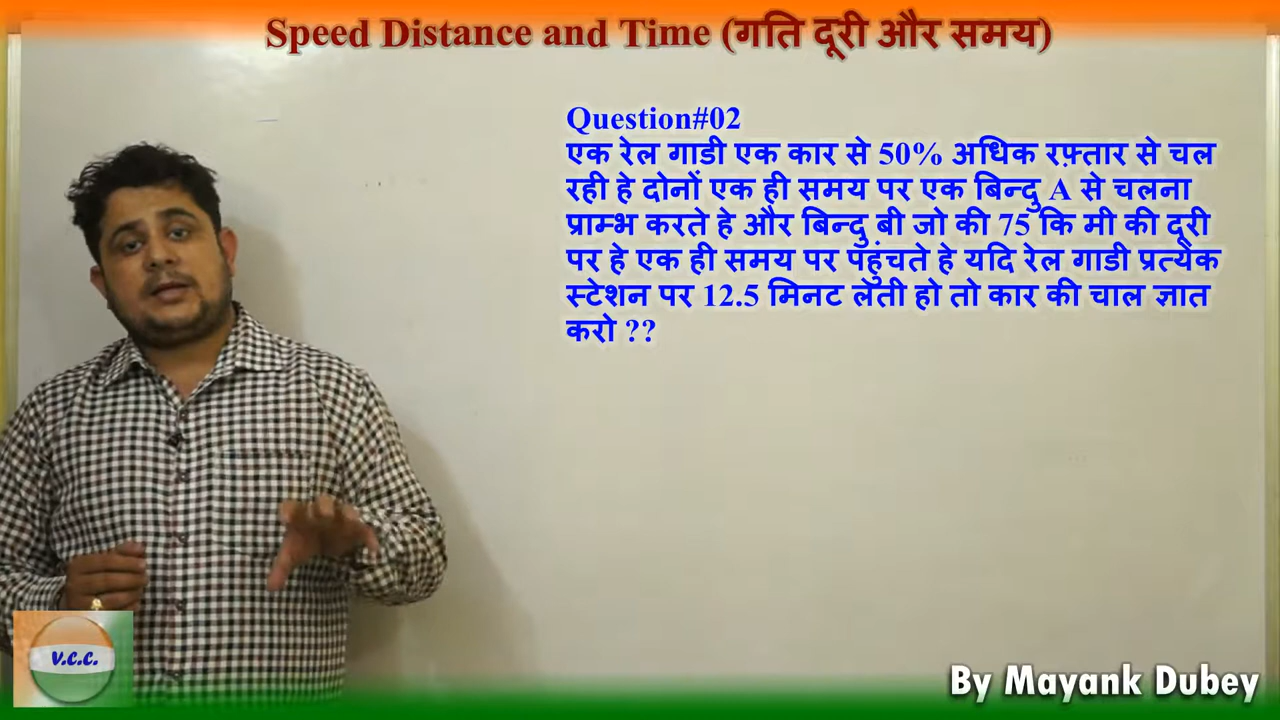 Speed Distance and Time (गति दूरी और समय)
Question#02
एक रेल गाडी एक कार से 50% अधिक रफ़्तार से चल
रही हे दोनों एक ही समय पर एक बिन्दु A से चलना
प्राम्भ करते हे और बिन्दु बी जो की 75 कि मी की दूरी
पर हे एक ही समय पर पहुंचते हे यदि रेल गाडी प्रत्येक
स्टेशन पर 12.5 मिनट लेती हो तो कार की चाल ज्ञात
करो ??
V.C.C.
By Mayank Dubey